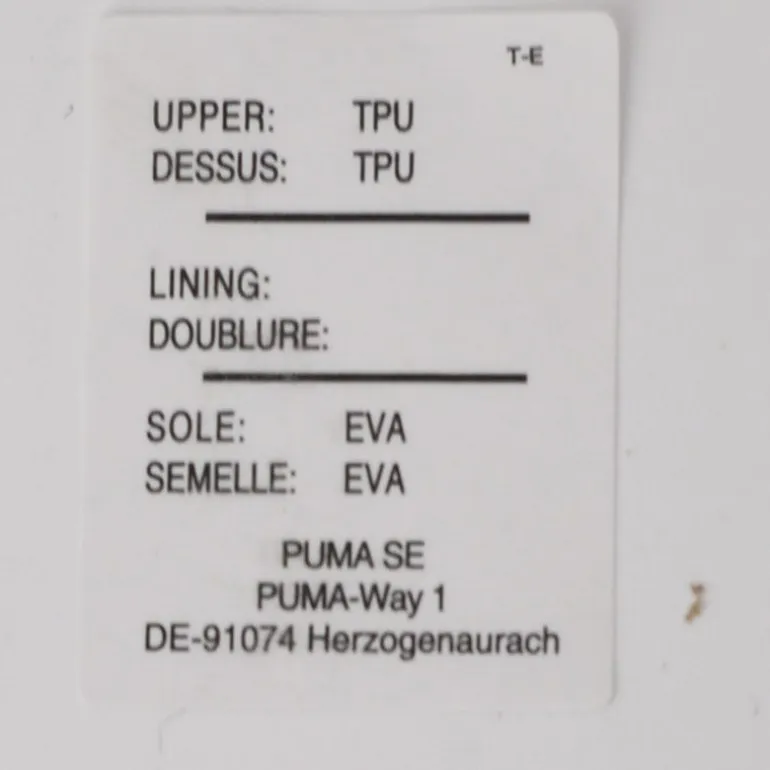 T-E
UPPER: TPU
DESSUS: TPU
LINING:
DOUBLURE:
SOLE: EVA
SEMELLE: EVA
PUMA SE
PUMA-Way 1
DE-91074 Herzogenaurach